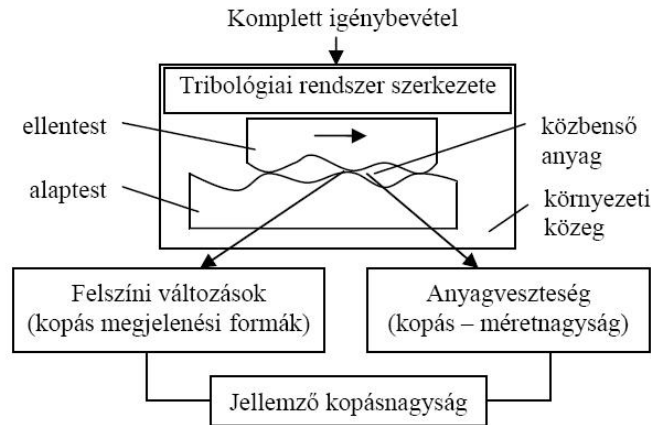 Komplett igénybevétel
Tribológiai rendszer szerkezete
ellentest
közbenső
anyag
alaptest
környezeti
közeg
Felszíni változások
(kopás megjelenési formák)
Anyagveszteség
(kopás – méretnagyság)
Jellemző kopásnagyság